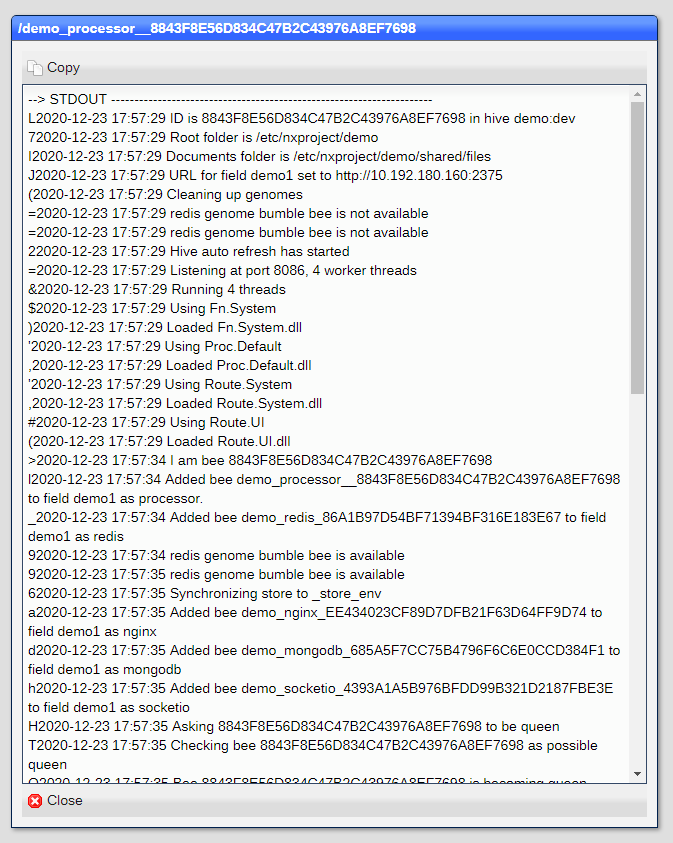 /demo_processor__8843F8E56D834C47B2C43976A8EF7698
Copy
--> STDOUT --------------------------------------------------------------------
L2020-12-23 17:57:29 ID is 8843F8E56D834C47B2C43976A8EF7698 in hive demo:dev
72020-12-23 17:57:29 Root folder is /etc/nxproject/demo
I2020-12-23 17:57:29 Documents folder is /etc/nxproject/demo/shared/files
J2020-12-23 17:57:29 URL for field demo1 set to http://10.192.180.160:2375
(2020-12-23 17:57:29 Cleaning up genomes
=2020-12-23 17:57:29 redis genome bumble bee is not available
=2020-12-23 17:57:29 redis genome bumble bee is not available
22020-12-23 17:57:29 Hive auto refresh has started
=2020-12-23 17:57:29 Listening at port 8086, 4 worker threads
&2020-12-23 17:57:29 Running 4 threads
$2020-12-23 17:57:29 Using Fn.System
)2020-12-23 17:57:29 Loaded Fn.System.dll
'2020-12-23 17:57:29 Using Proc.Default
,2020-12-23 17:57:29 Loaded Proc.Default.dll
'2020-12-23 17:57:29 Using Route.System
,2020-12-23 17:57:29 Loaded Route.System.dll
#2020-12-23 17:57:29 Using Route.UI
(2020-12-23 17:57:29 Loaded Route.UI.dll
>2020-12-23 17:57:34 I am bee 8843F8E56D834C47B2C43976A8EF7698
l2020-12-23 17:57:34 Added bee demo_processor__8843F8E56D834C47B2C43976A8EF7698
to field demo1 as processor.
_2020-12-23 17:57:34 Added bee demo_redis_86A1B97D54BF71394BF316E183E67 to field
demo1 as redis
92020-12-23 17:57:34 redis genome bumble bee is available
92020-12-23 17:57:35 redis genome bumble bee is available
62020-12-23 17:57:35 Synchronizing store to _store_env
a2020-12-23 17:57:35 Added bee demo_nginx_EE434023CF89D7DFB21F63D64FF9D74 to
field demo1 as nginx
d2020-12-23 17:57:35 Added bee demo_mongodb_685A5F7CC75B4796F6C6E0CCD384F1 to
field demo1 as mongodb
h2020-12-23 17:57:35 Added bee demo_socketio_4393A1A5B976BFDD99B321D2187FBE3E
to field demo1 as socketio
H2020-12-23 17:57:35 Asking 8843F8E56D834C47B2C43976A8EF7698 to be queen
T2020-12-23 17:57:35 Checking bee 8843F8E56D834C47B2C43976A8EF7698 as possible
queen
2020-12-23 17:57:35 Bee 8843F8E56D834C47B2C43976A8EF7698 is becoming queen
Close